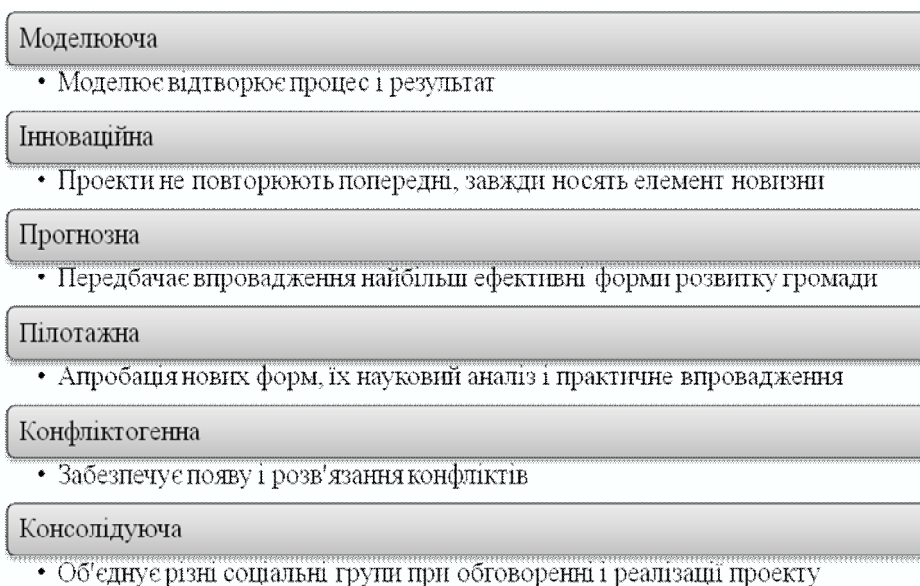 Моделююча
• Моделює відтворює процес і результат
Інноваційна
• Проекти не повторюють попередні, завжди носять елемент новизни
Прогнозна
• Передбачає впровадження найбільш ефективні форми розвитку громади
Пілотажна
• Апробація нових форм, їх науковий аналіз і практичне впровадження
Конфліктогенна
• Забезпечує появу і розв'язання конфліктів
Консолідуюча
• Об'єднує різні соціальні групи при обговоренні і реалізації проекту